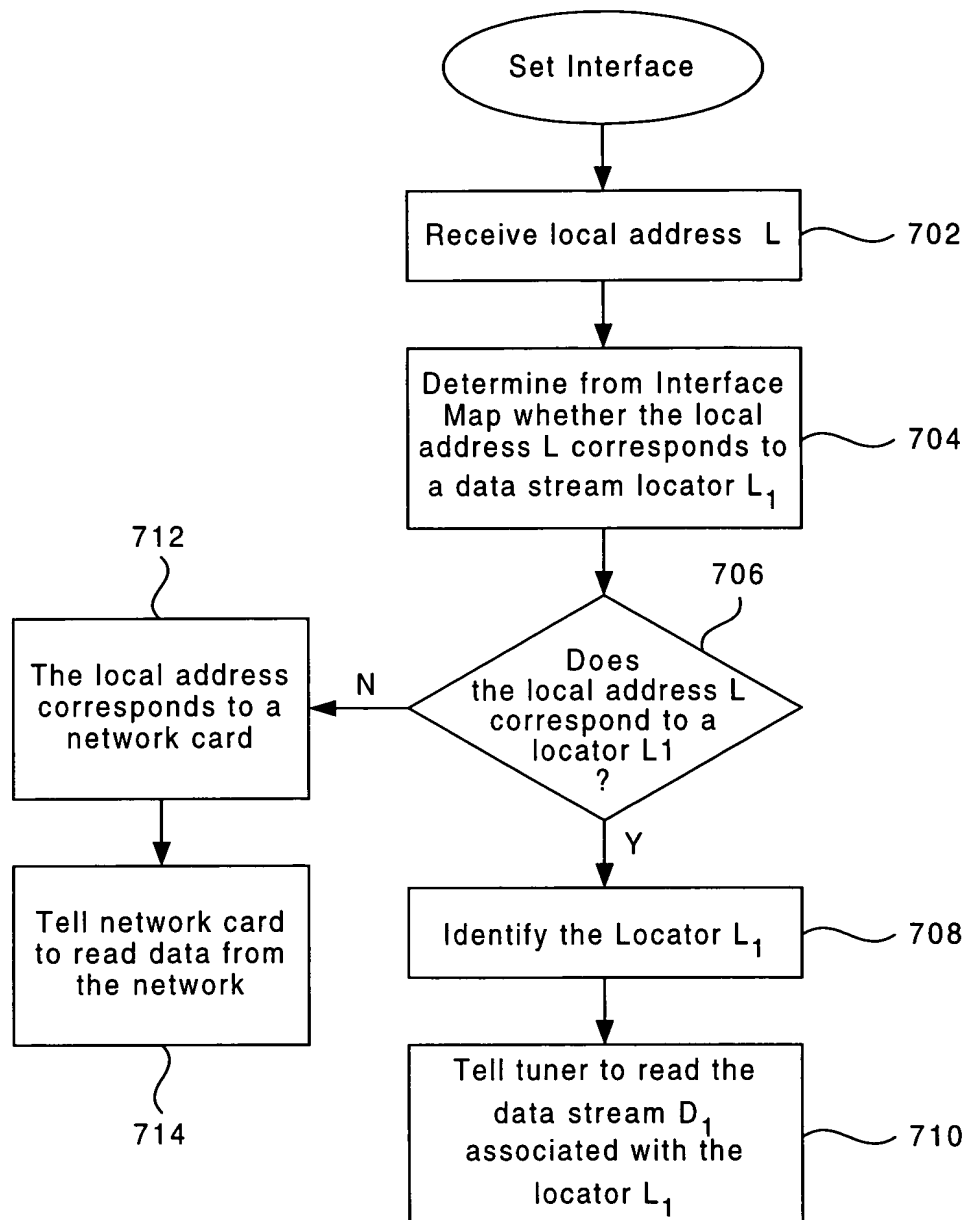 Set Interface
Receive local address L
702
Determine from Interface
Map whether the local
address L corresponds to
a data stream locator L₁
704
706
Does
the local address L
correspond to a
locator L1
?
N
Y
712
The local address
corresponds to a
network card
Tell network card
to read data from
the network
714
Identify the Locator L₁
708
Tell tuner to read the
data stream D₁
associated with the
locator L₁
710